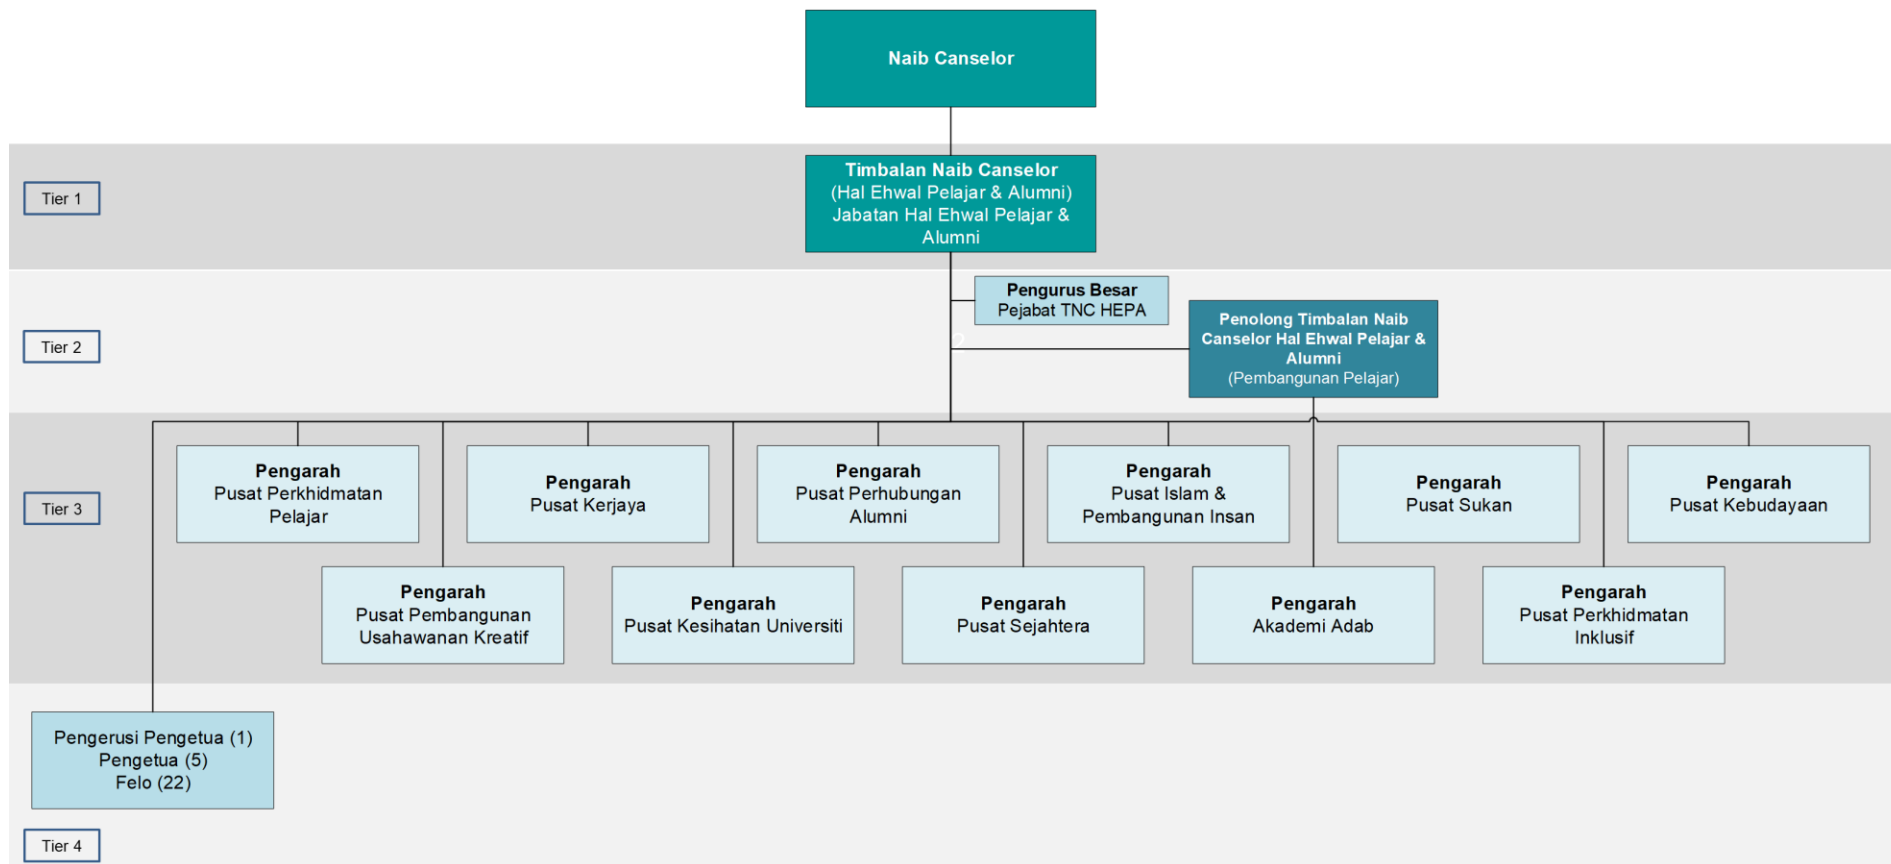 Naib Canselor
Tier 1
Timbalan Naib Canselor
(Hal Ehwal Pelajar & Alumni)
Jabatan Hal Ehwal Pelajar &
Alumni
Tier 2
Pengurus Besar
Pejabat TNC HEPA
2
Penolong Timbalan Naib
Canselor Hal Ehwal Pelajar &
Alumni
(Pembangunan Pelajar)
Tier 3
Pengarah
Pusat Perkhidmatan
Pelajar
Pengarah
Pusat Kerjaya
Pengarah
Pusat Perhubungan
Alumni
Pengarah
Pusat Islam &
Pembangunan Insan
Pengarah
Pusat Sukan
Pengarah
Pusat Kebudayaan
Pengarah
Pusat Pembangunan
Usahawanan Kreatif
Pengarah
Pusat Kesihatan Universiti
Pengarah
Pusat Sejahtera
Pengarah
Akademi Adab
Pengarah
Pusat Perkhidmatan
Inklusif
Pengerusi Pengetua (1)
Pengetua (5)
Felo (22)
Tier 4